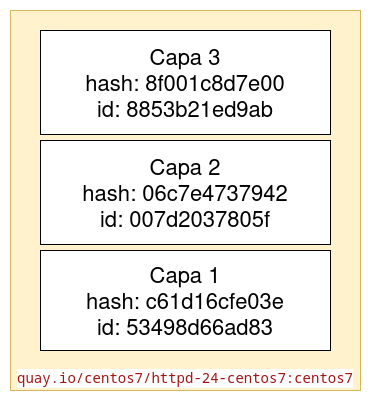 Capa 3
hash: 8f001c8d7e00
id: 8853b21ed9ab
Capa 2
hash: 06c7e4737942
id: 007d2037805f
Capa 1
hash: c61d16cfe03e
id: 53498d66ad83
quay.io/centos7/httpd-24-centos7:centos7